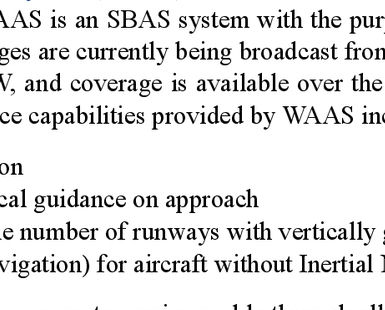 AAS is an SBAS system with the pur
ges are currently being broadcast from
W, and coverage is available over the
ce capabilities provided by WAAS inc
on
cal guidance on approach
e number of runways with vertically
vigation) for aircraft without Inertial